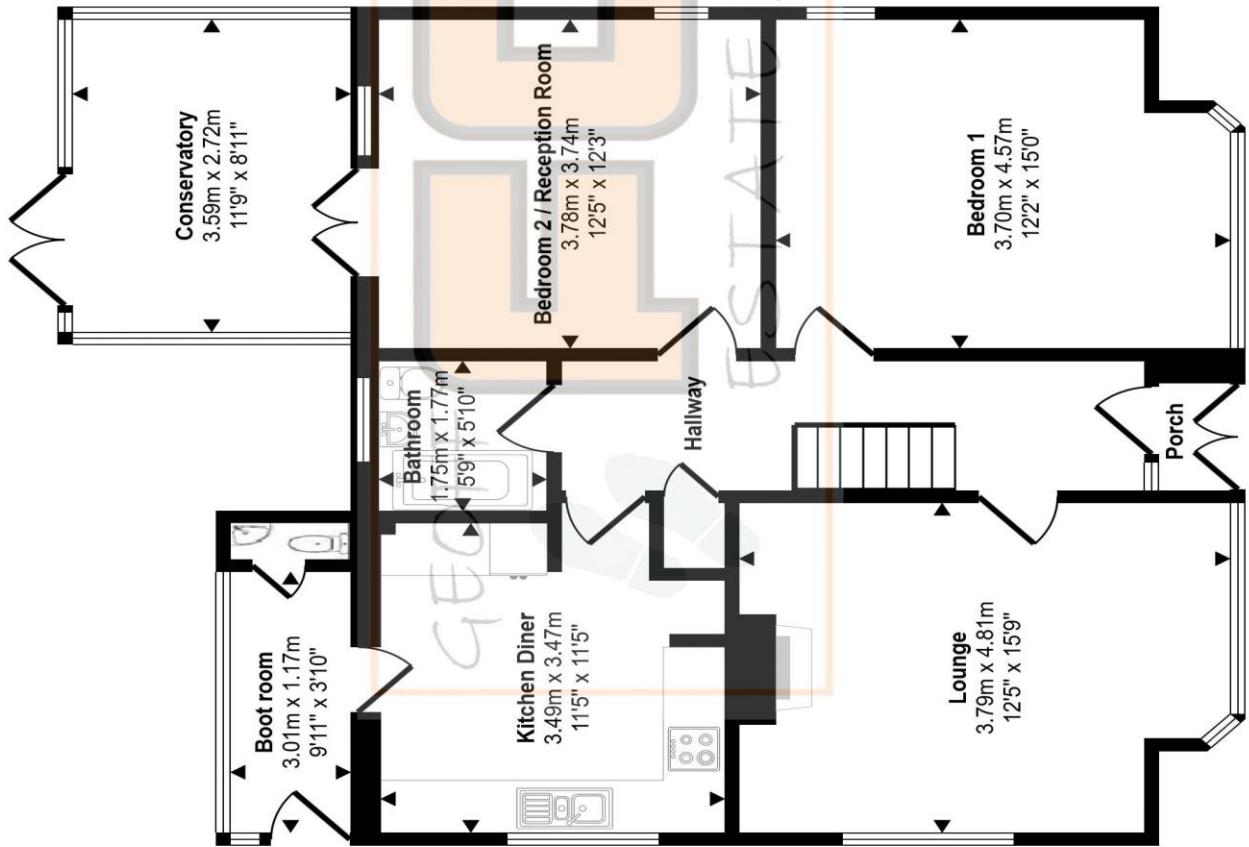 Conservatory
3.59m x 2.72m
11'9" x 8'11"
Bedroom 2 / Reception Room
3.78m x 3.74m
12'5" x 12'3"
Bedroom 1
3.70m x 4.57m
12'2" x 15'0"
Bathroom
1.75m x 1.77m
5'9" x 5'10"
Hallway
Porch
Boot room
3.01m x 1.17m
9'11" x 3'10"
Kitchen Diner
3.49m x 3.47m
11'5" x 11'5"
Lounge
3.79m x 4.81m
12'5" x 15'9"
ESTATE